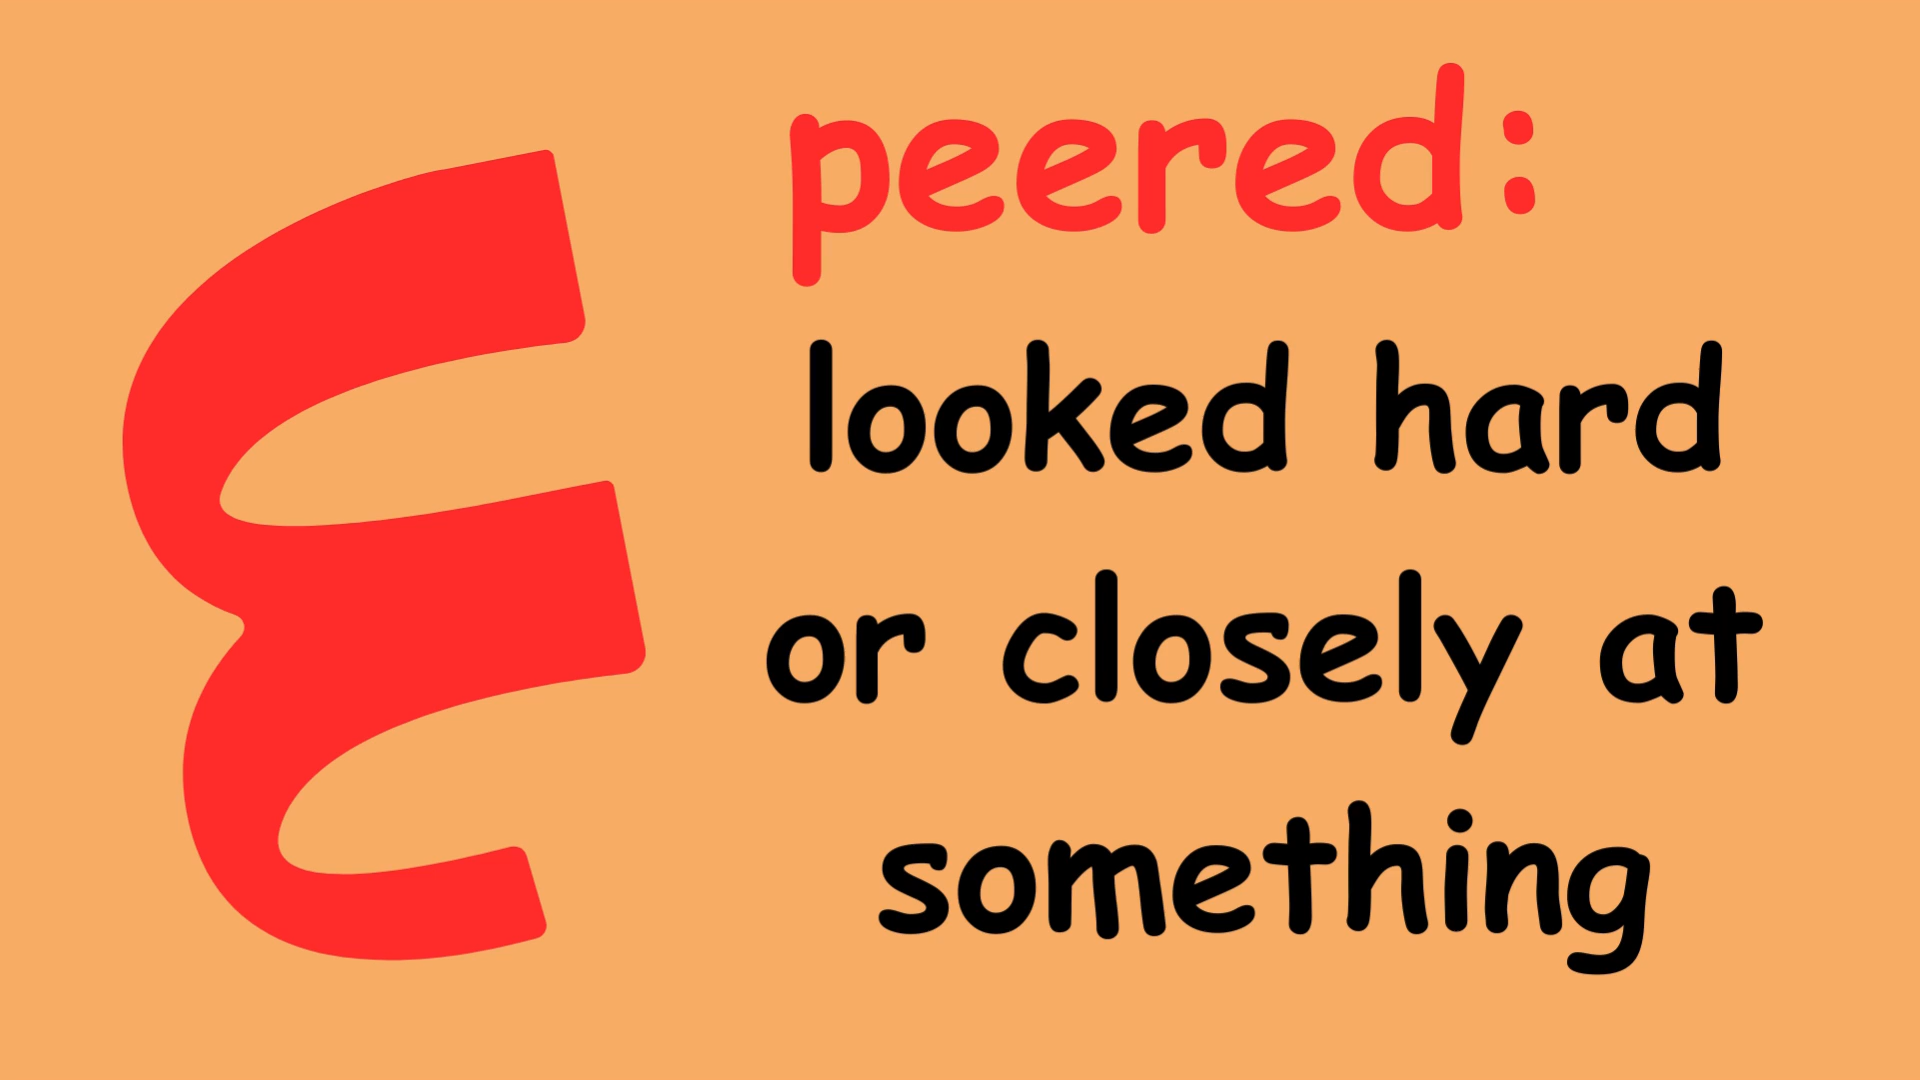 peered:
looked hard
or closely at
something